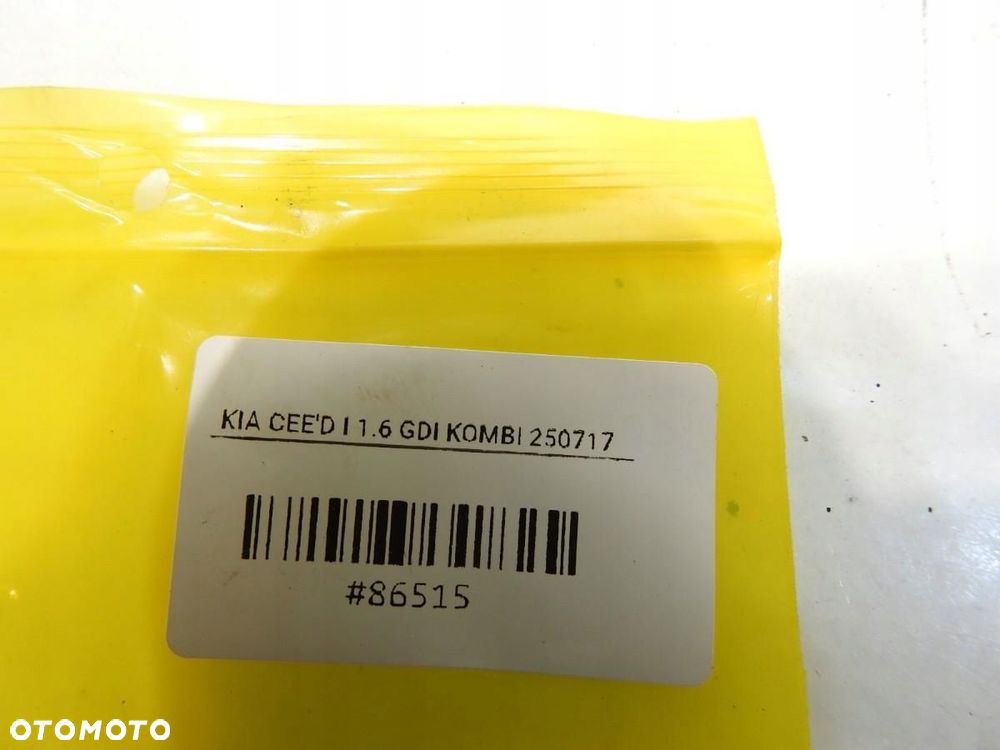 KIA CEE'D I 1.6 GDI KOMBI 250717
#86515
OTOMOTO